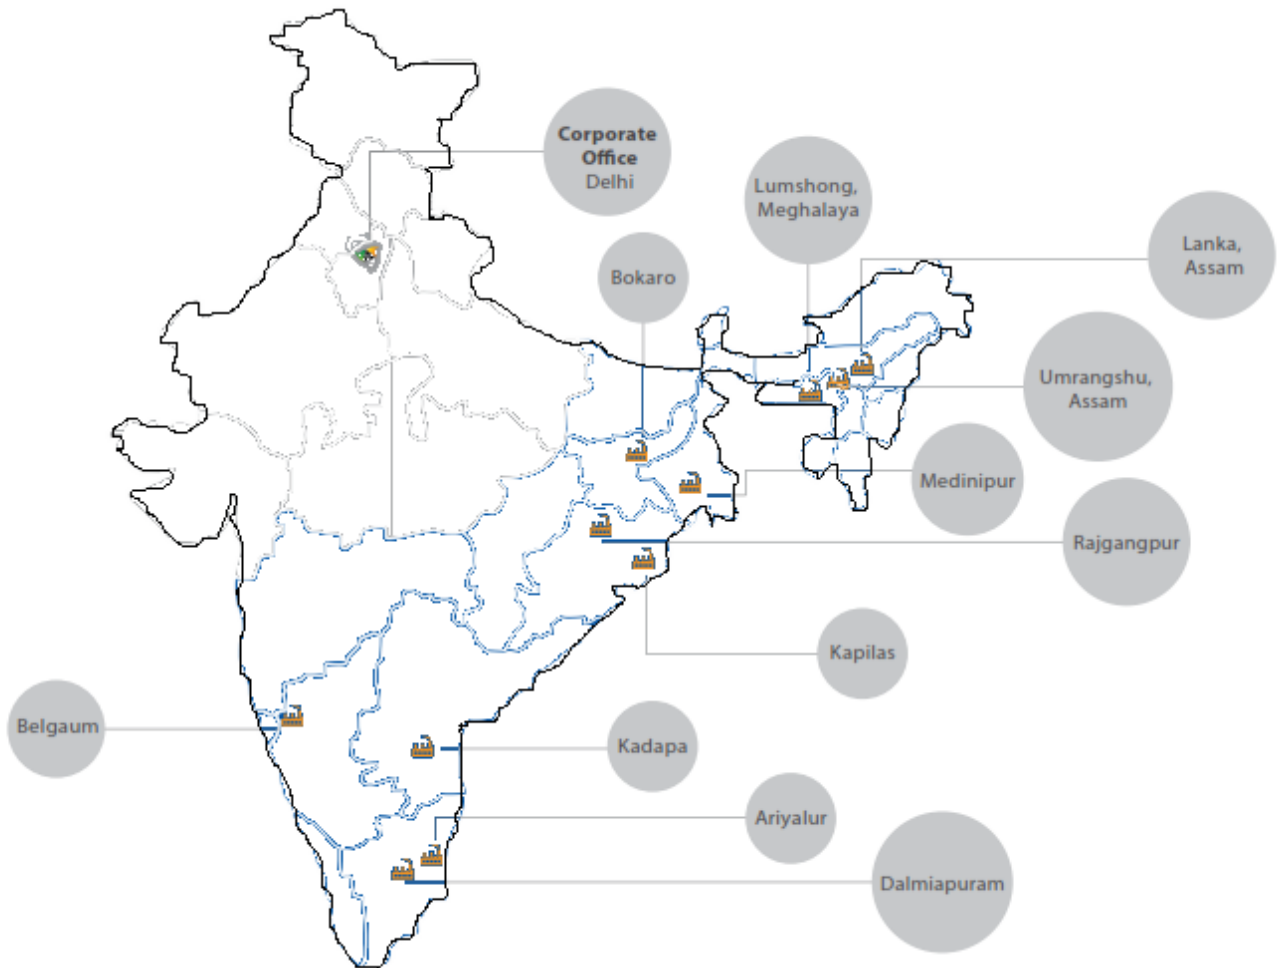 Corporate
Office
Delhi
Lumshong,
Meghalaya
Lanka,
Assam
Bokaro
Umrangshu,
Assam
Medinipur
Rajgangpur
Kapilas
Belgaum
Kadapa
Ariyalur
Dalmiapuram